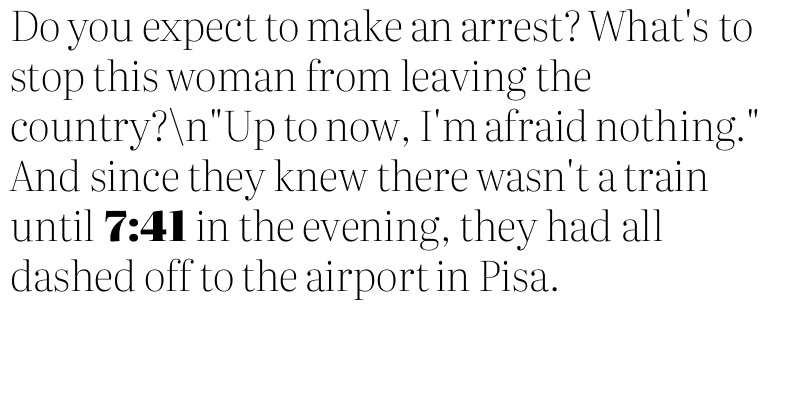 Do you expect to make an arrest? What's to
stop this woman from leaving the
country?\n"Up to now, I'm afraid nothing."
And since they knew there wasn't a train
until 7:41 in the evening, they had all
dashed off to the airport in Pisa.